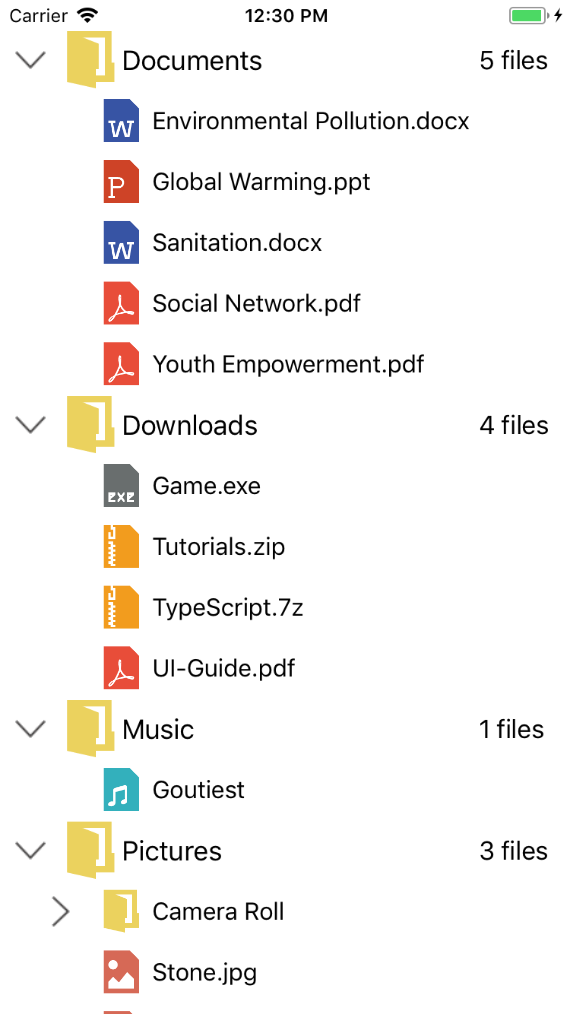 Carrier 12:30 PM
Documents 5 files
W Environmental Pollution.docx
P Global Warming.ppt
W Sanitation.docx
Social Network.pdf
Youth Empowerment.pdf
Downloads 4 files
EXE Game.exe
Tutorials.zip
TypeScript.7z
UI-Guide.pdf
Music 1 files
Goutiest
Pictures 3 files
Camera Roll
Stone.jpg